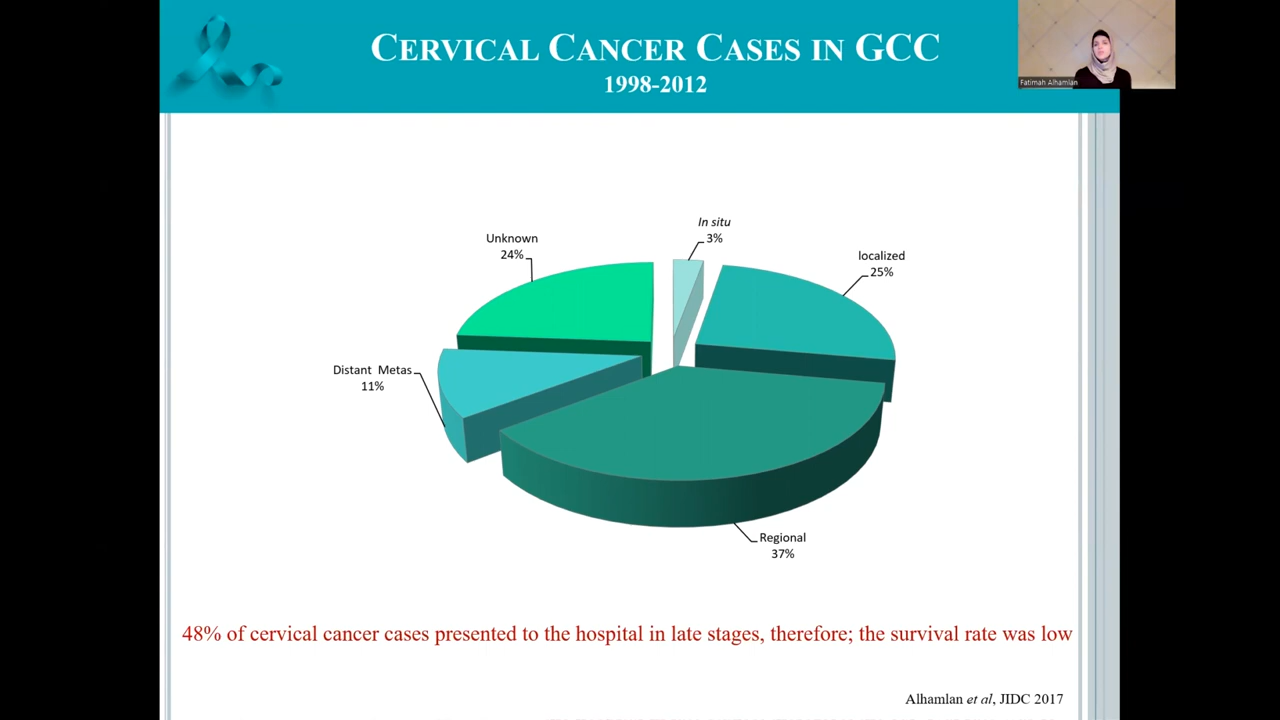 CERVICAL CANCER CASES IN GCC
1998-2012
Fatimah Alhamlan
In situ
3%
Unknown
24%
localized
25%
Distant Metas
11%
Regional
37%
48% of cervical cancer cases presented to the hospital in late stages, therefore; the survival rate was low
Alhamlan et al, JIDC 2017